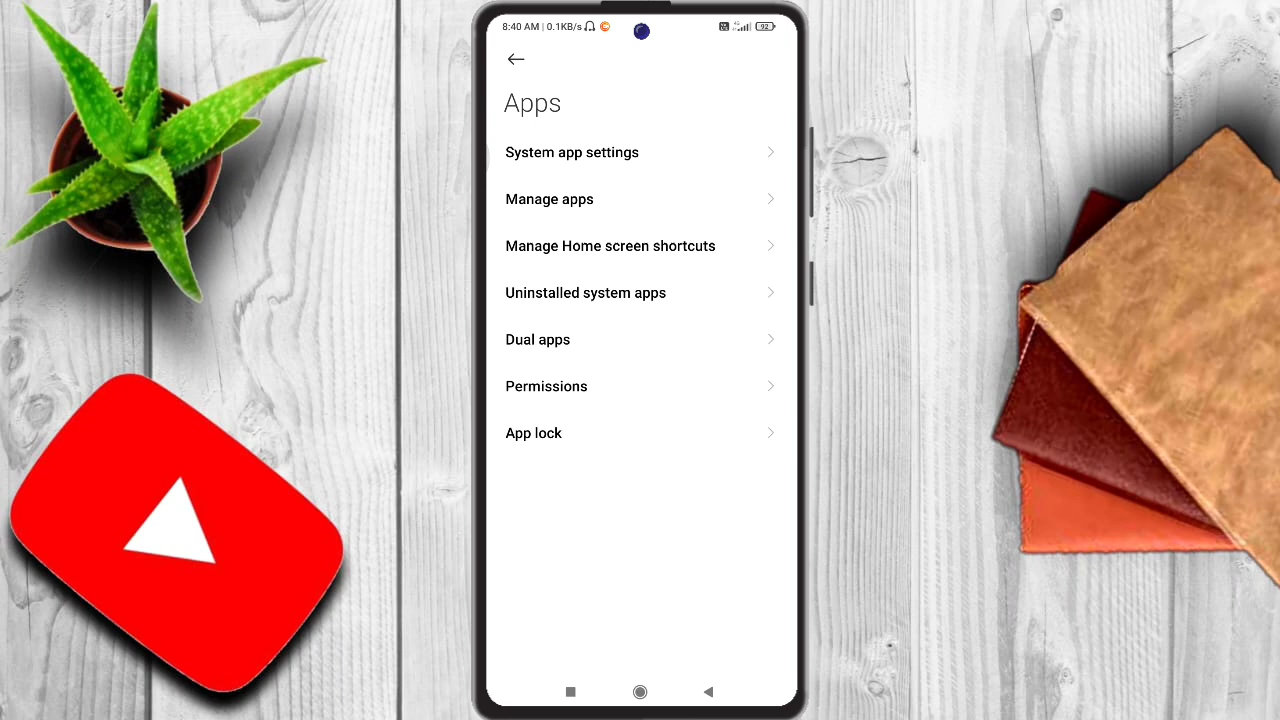 8:40 AM | 0.1KB/s
92
Apps
System app settings
Manage apps
Manage Home screen shortcuts
Uninstalled system apps
Dual apps
Permissions
App lock